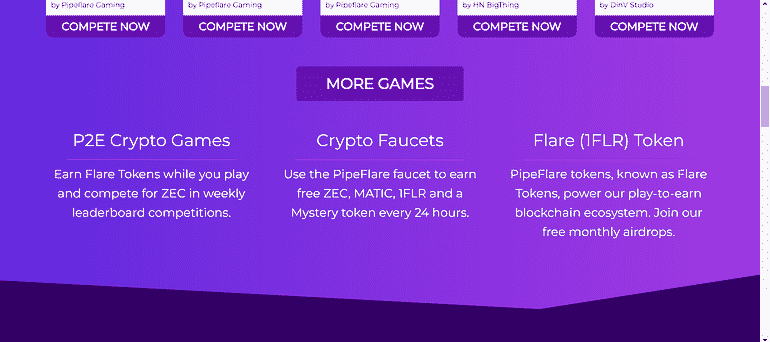 by Pipeflare Gaming
by Pipeflare Gaming
by Pipeflare Gaming
by HN BigThing
by DinV Studio
COMPETE NOW
COMPETE NOW
COMPETE NOW
COMPETE NOW
COMPETE NOW
MORE GAMES
P2E Crypto Games
Earn Flare Tokens while you play
and compete for ZEC in weekly
leaderboard competitions.
Crypto Faucets
Use the PipeFlare faucet to earn
free ZEC, MATIC, 1FLR and a
Mystery token every 24 hours.
Flare (1FLR) Token
PipeFlare tokens, known as Flare
Tokens, power our play-to-earn
blockchain ecosystem. Join our
free monthly airdrops.